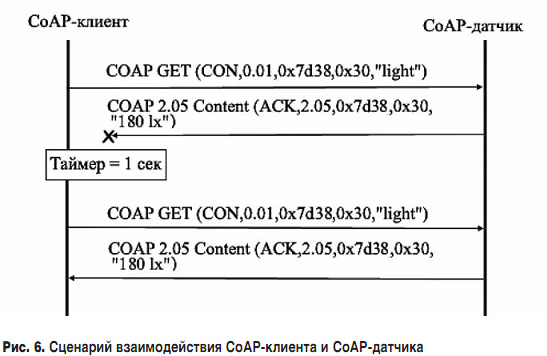 CoAP-клиент
CoAP-датчик
COAP GET (CON,0.01,0x7d38,0x30,"light")
COAP 2.05 Content (ACK,2.05,0x7d38,0x30,
"180 lx")
Таймер = 1 сек
COAP GET (CON,0.01,0x7d38,0x30,"light")
COAP 2.05 Content (ACK,2.05,0x7d38,0x30,
"180 lx")
Рис. 6. Сценарий взаимодействия CoAP-клиента и CoAP-датчика